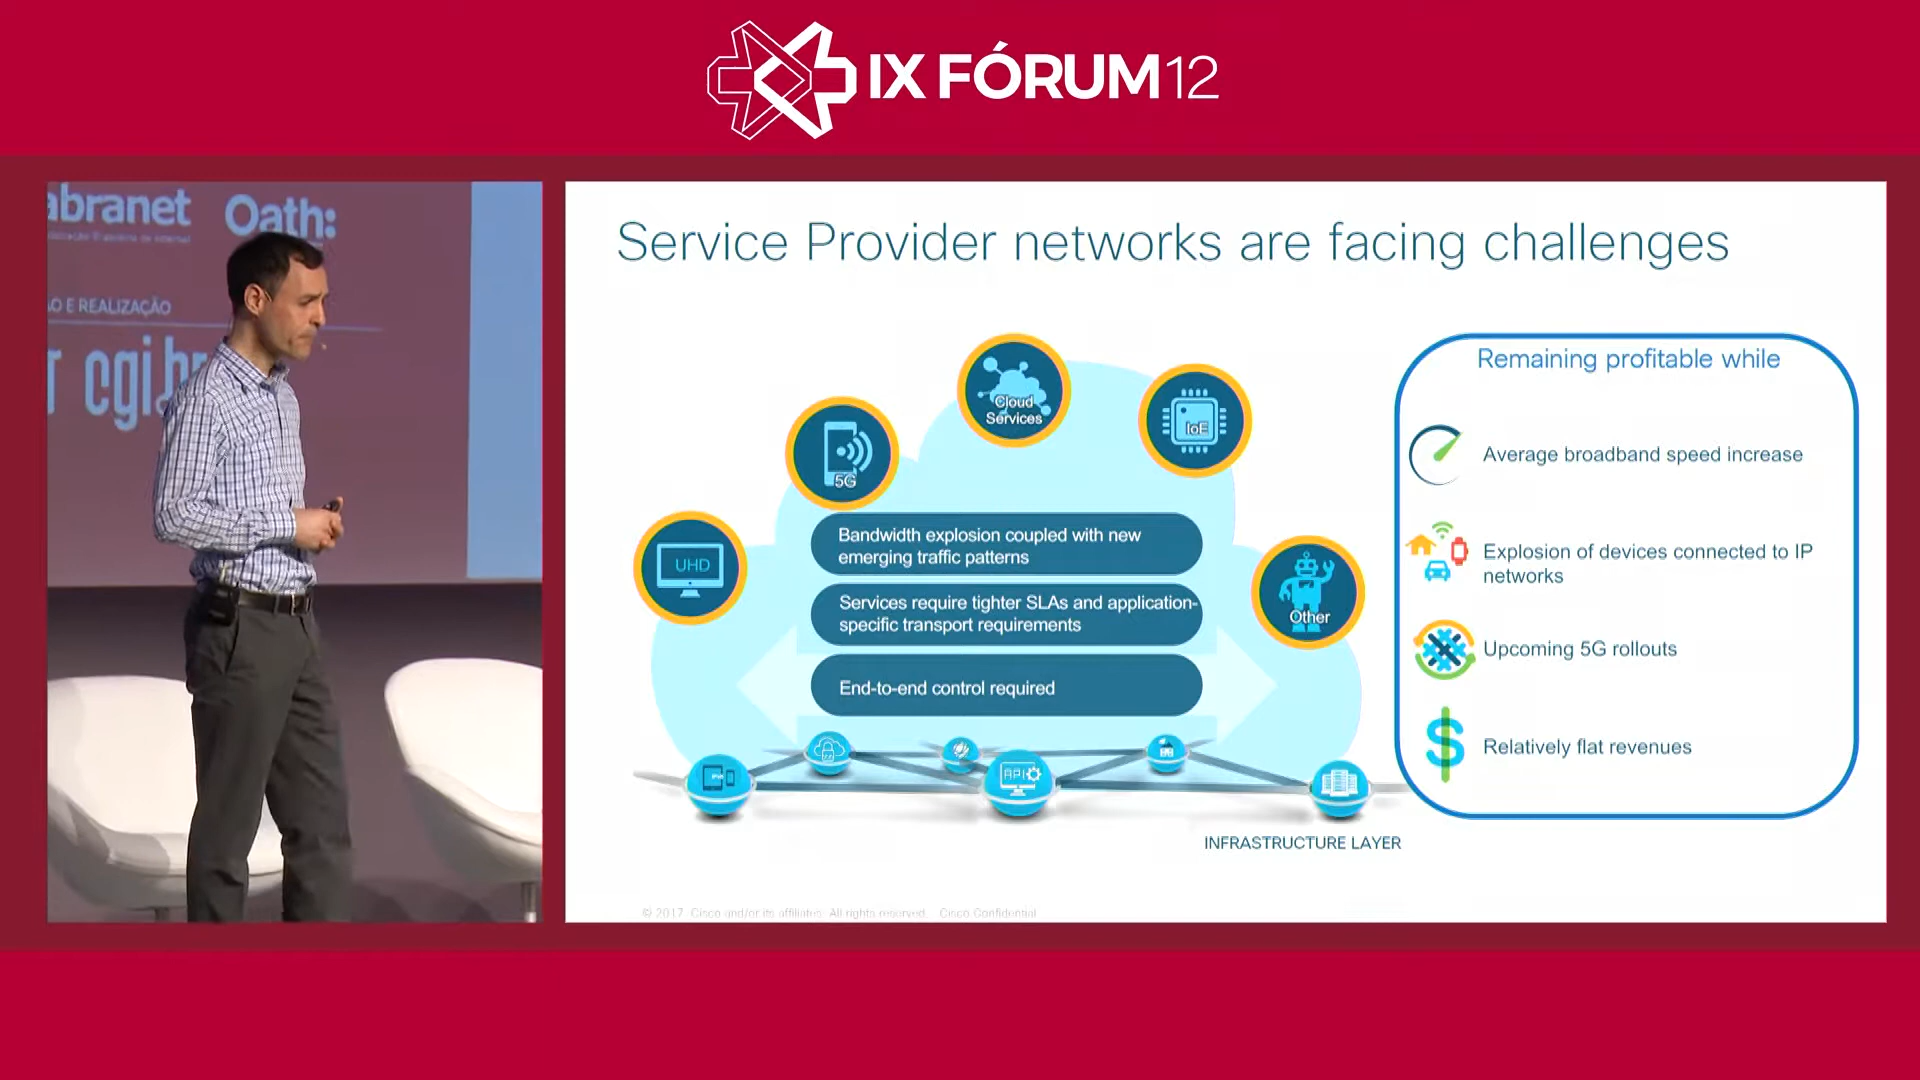 IX FÓRUM 12
abranet
Oath:
ÃO E REALIZAÇÃO
cgi.br
Service Provider networks are facing challenges
Cloud
Services
IoE
5G
UHD
Other
Bandwidth explosion coupled with new
emerging traffic patterns
Services require tighter SLAs and application-
specific transport requirements
End-to-end control required
API
INFRASTRUCTURE LAYER
Remaining profitable while
Average broadband speed increase
Explosion of devices connected to IP
networks
Upcoming 5G rollouts
$
Relatively flat revenues
© 2017 Cisco and/or its affiliates. All rights reserved. Cisco Confidential